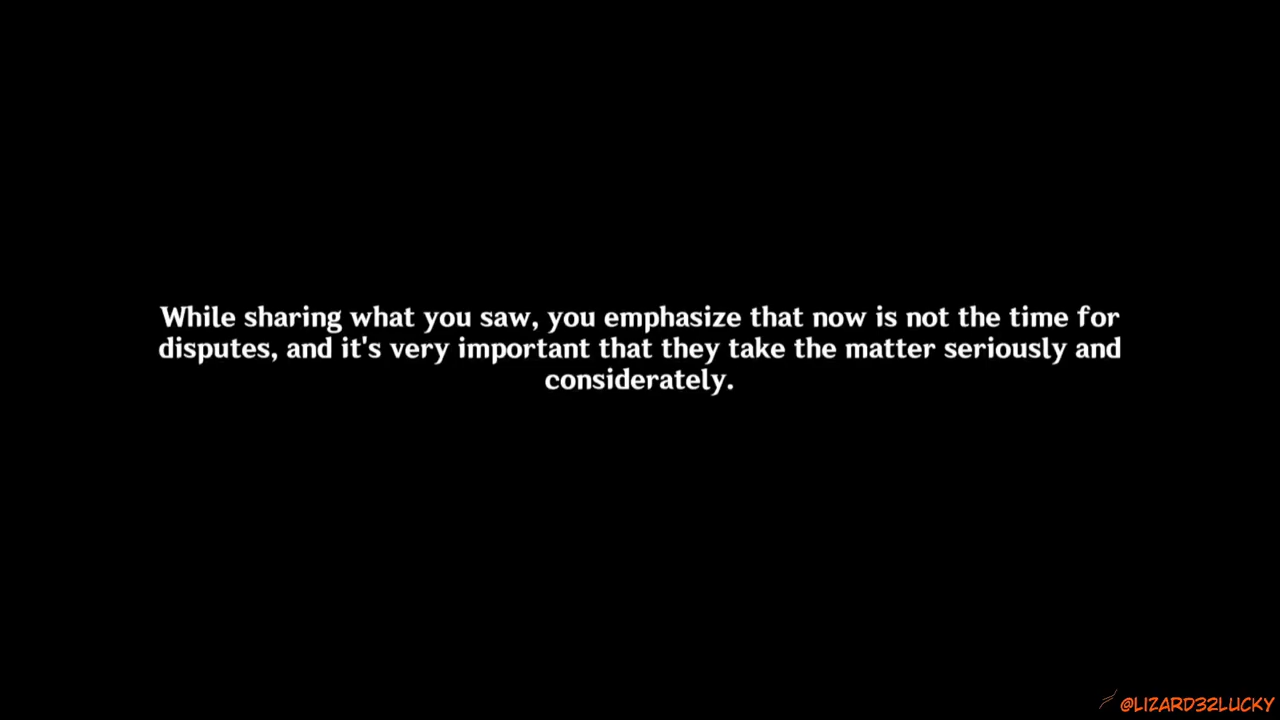 While sharing what you saw, you emphasize that now is not the time for
disputes, and it's very important that they take the matter seriously and
considerately.
@LIZARD32LUCKY